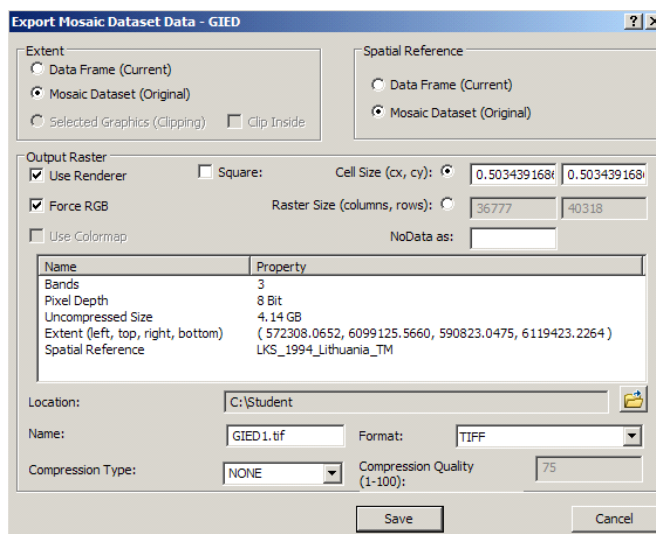 Export Mosaic Dataset Data - GIED
Extent
Data Frame (Current)
Mosaic Dataset (Original)
Selected Graphics (Clipping) Clip Inside
Spatial Reference
Data Frame (Current)
Mosaic Dataset (Original)
Output Raster
Use Renderer Square: Cell Size (cx, cy): 0.503439168 0.503439168
Force RGB Raster Size (columns, rows): 36777 40318
Use Colormap NoData as:
Name Property
Bands 3
Pixel Depth 8 Bit
Uncompressed Size 4.14 GB
Extent (left, top, right, bottom) ( 572308.0652, 6099125.5660, 590823.0475, 6119423.2264 )
Spatial Reference LKS_1994_Lithuania_TM
Location: C:\Student
Name: GIED1.tif Format: TIFF
Compression Type: NONE Compression Quality (1-100): 75
Save Cancel